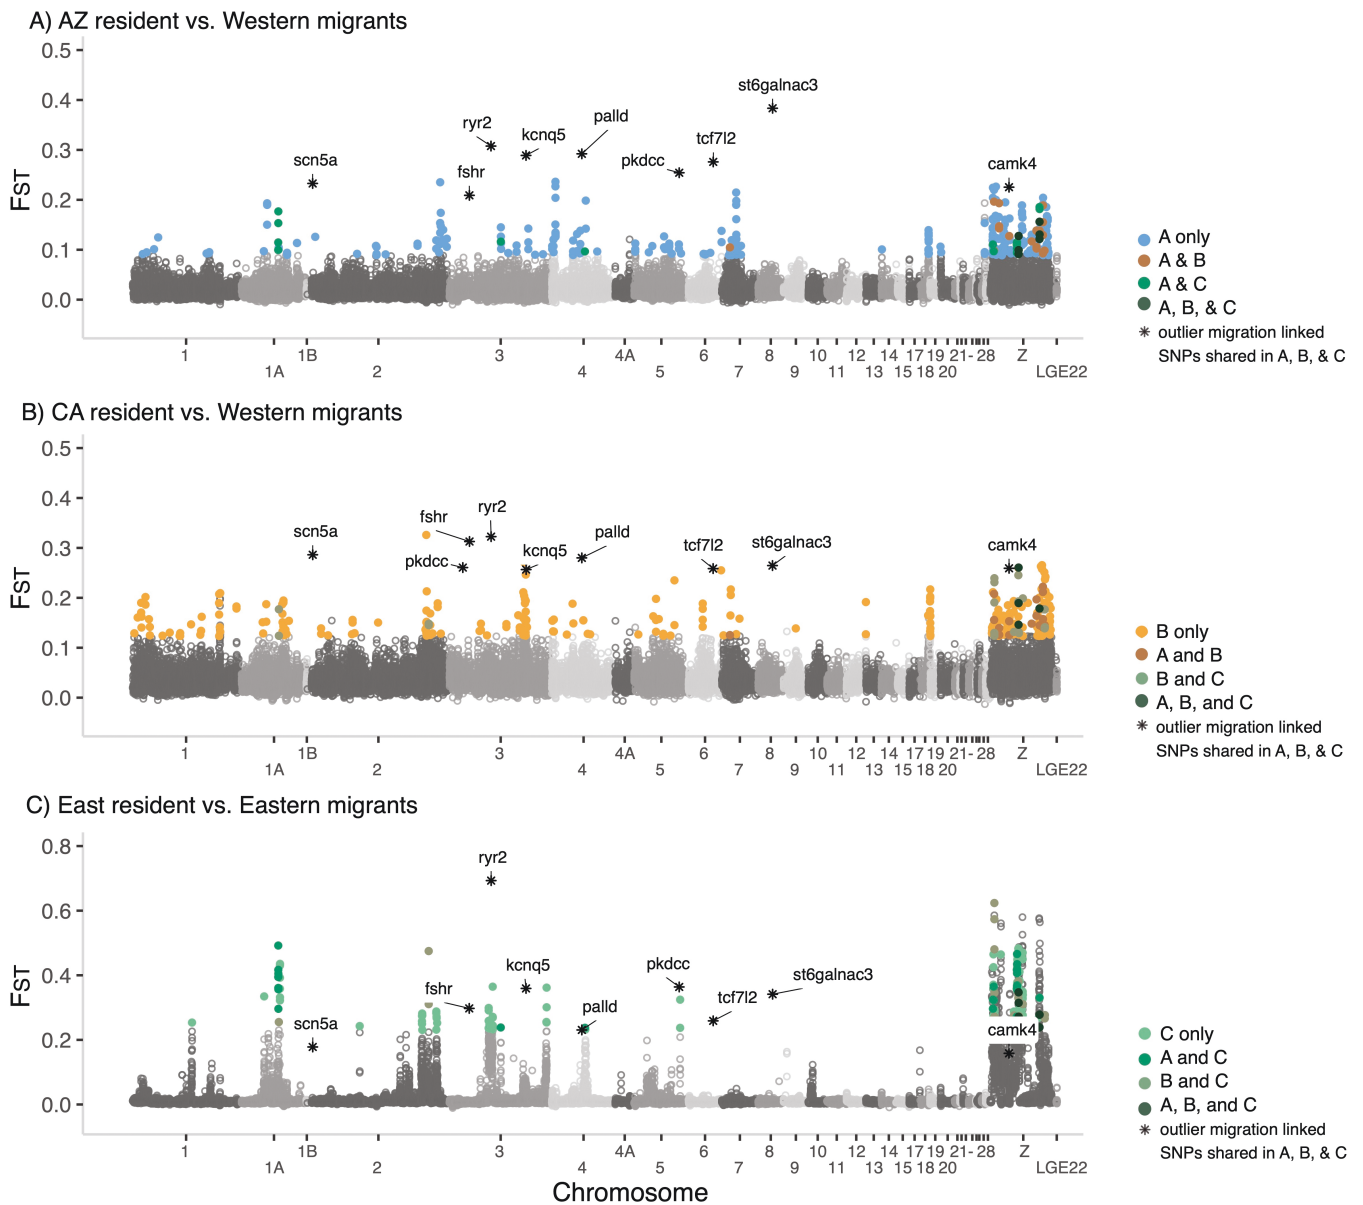 A) AZ resident vs. Western migrants
0.5
0.4
0.3
0.2
0.1
0.0
FST
st6galnac3
palld
ryr2
kcnq5
tcf7l2
scn5a
fshr
pkdcc
camk4
A only
A & B
A & C
A, B, & C
outlier migration linked
SNPs shared in A, B, & C
1 1B 3 4A 6 8 10 12 14 17 19 21- 28 Z
1A 2 4 5 7 9 11 13 15 18 20 LGE22
B) CA resident vs. Western migrants
0.5
0.4
0.3
0.2
0.1
0.0
FST
ryr2
fshr
scn5a
palld
pkdcc
kcnq5
tcf7l2
st6galnac3
camk4
B only
A and B
B and C
A, B, and C
outlier migration linked
SNPs shared in A, B, & C
1 1B 3 4A 6 8 10 12 14 17 19 21- 28 Z
1A 2 4 5 7 9 11 13 15 18 20 LGE22
C) East resident vs. Eastern migrants
0.8
0.6
0.4
0.2
0.0
FST
ryr2
kcnq5
pkdcc
st6galnac3
fshr
tcf7l2
palld
scn5a
camk4
C only
A and C
B and C
A, B, and C
outlier migration linked
SNPs shared in A, B, & C
1 1B 3 4A 6 8 10 12 14 17 19 21- 28 Z
1A 2 4 5 7 9 11 13 15 18 20 LGE22
Chromosome